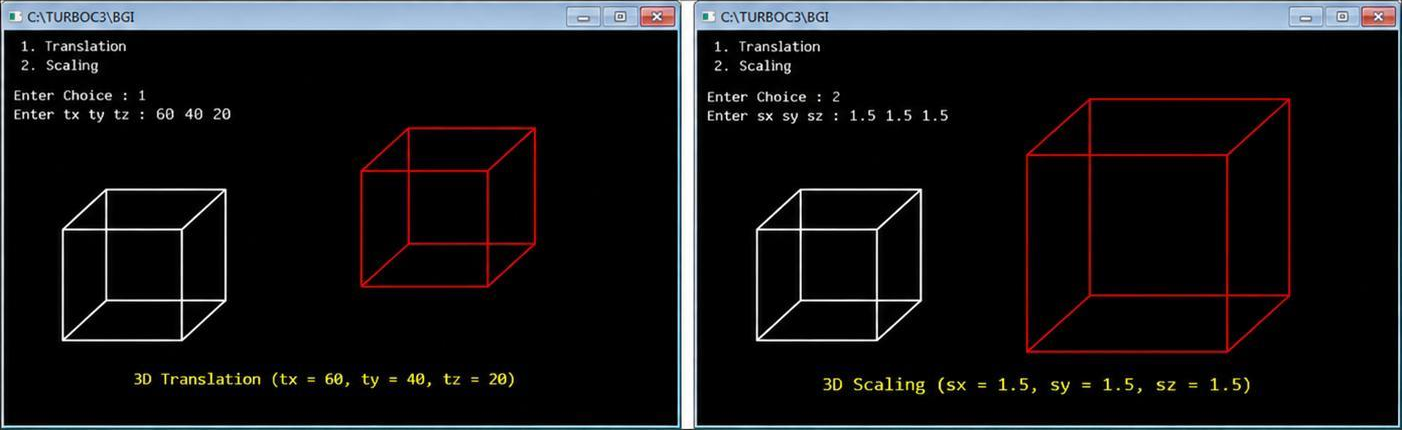 C:\TURBOC3\BGI
1. Translation
2. Scaling
Enter Choice : 1
Enter tx ty tz : 60 40 20
3D Translation (tx = 60, ty = 40, tz = 20)
C:\TURBOC3\BGI
1. Translation
2. Scaling
Enter Choice : 2
Enter sx sy sz : 1.5 1.5 1.5
3D Scaling (sx = 1.5, sy = 1.5, sz = 1.5)